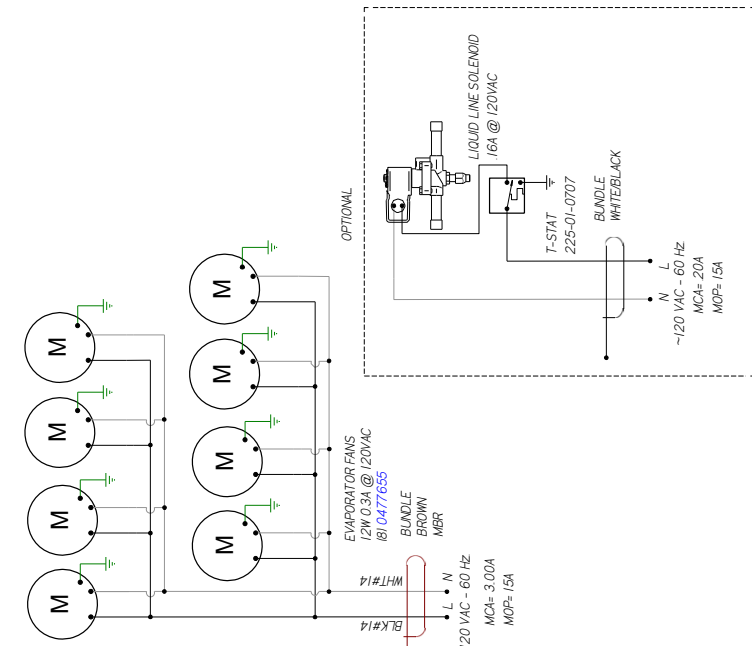 M
M
M
M
M
M
M
M
EVAPORATOR FANS
12W 0.3A @ 120VAC
(8) 0477655
BUNDLE
BROWN
MBR
WHT#14
BLK#14
L N
120 VAC - 60 Hz
MCA= 3.00A
MOP= 15A
OPTIONAL
LIQUID LINE SOLENOID
.16A @ 120VAC
T-STAT
225-01-0707
BUNDLE
WHITE/BLACK
N L
~120 VAC - 60 Hz
MCA= .20A
MOP= 15A